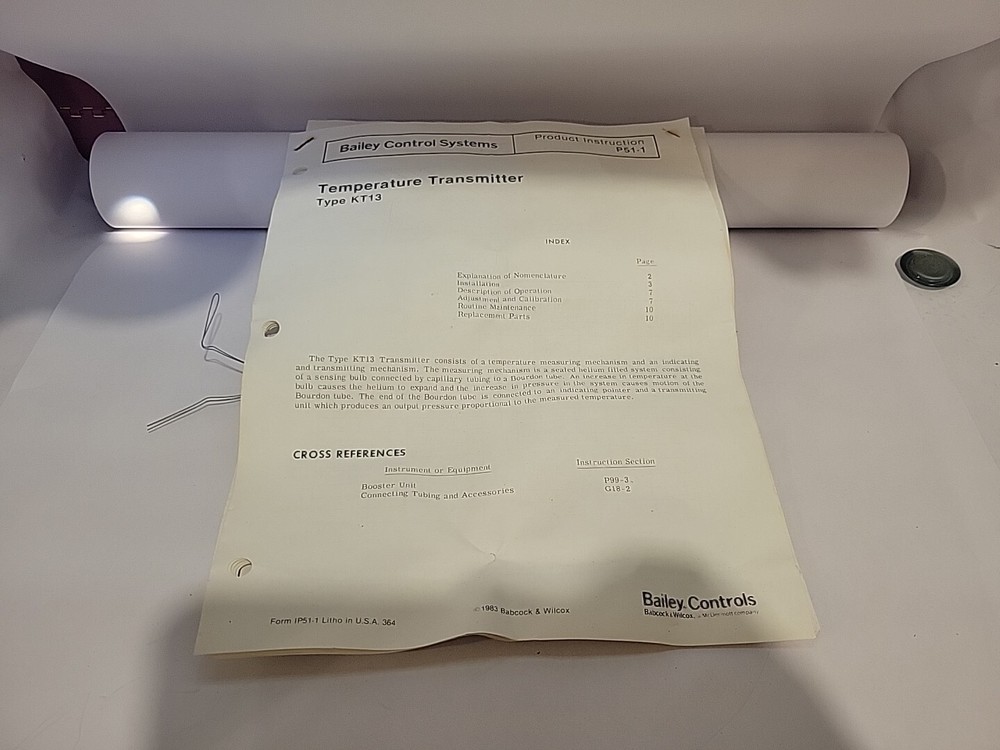 Bailey Control Systems
Product Instruction
P51-1
Temperature Transmitter
Type KT13
INDEX
Page
Explanation of Nomenclature 2
Installation 3
Description of Operation 7
Adjustment and Calibration 7
Routine Maintenance 10
Replacement Parts 10
The Type KT13 Transmitter consists of a temperature measuring mechanism and an indicating
and transmitting mechanism. The measuring mechanism is a sealed helium filled system consisting
of a sensing bulb connected by capillary tubing to a Bourdon tube. An increase in temperature at the
bulb causes the helium to expand and the increase in pressure in the system causes motion of the
Bourdon tube. The end of the Bourdon tube is connected to an indicating pointer and a transmitting
unit which produces an output pressure proportional to the measured temperature.
CROSS REFERENCES
Instrument or Equipment Instruction Section
Booster Unit P99-3
Connecting Tubing and Accessories G18-2
Bailey Controls
Babcock & Wilcox, a McDermott company
©1983 Babcock & Wilcox
Form IP51-1 Litho in U.S.A. 364